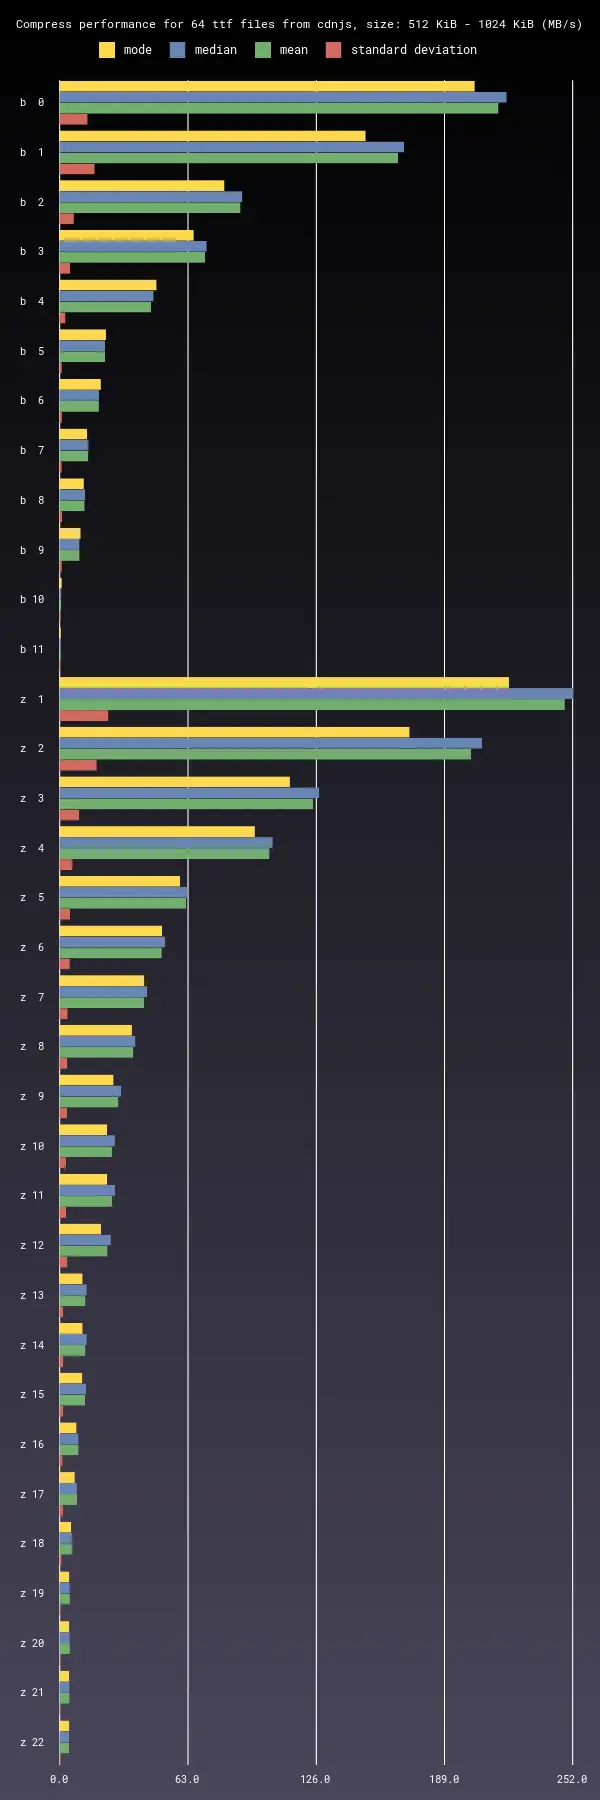 Compress performance for 64 ttf files from cdnjs, size: 512 KiB - 1024 KiB (MB/s)
mode median mean standard deviation
b 0
b 1
b 2
b 3
b 4
b 5
b 6
b 7
b 8
b 9
b 10
b 11
z 1
z 2
z 3
z 4
z 5
z 6
z 7
z 8
z 9
z 10
z 11
z 12
z 13
z 14
z 15
z 16
z 17
z 18
z 19
z 20
z 21
z 22
0.0 63.0 126.0 189.0 252.0